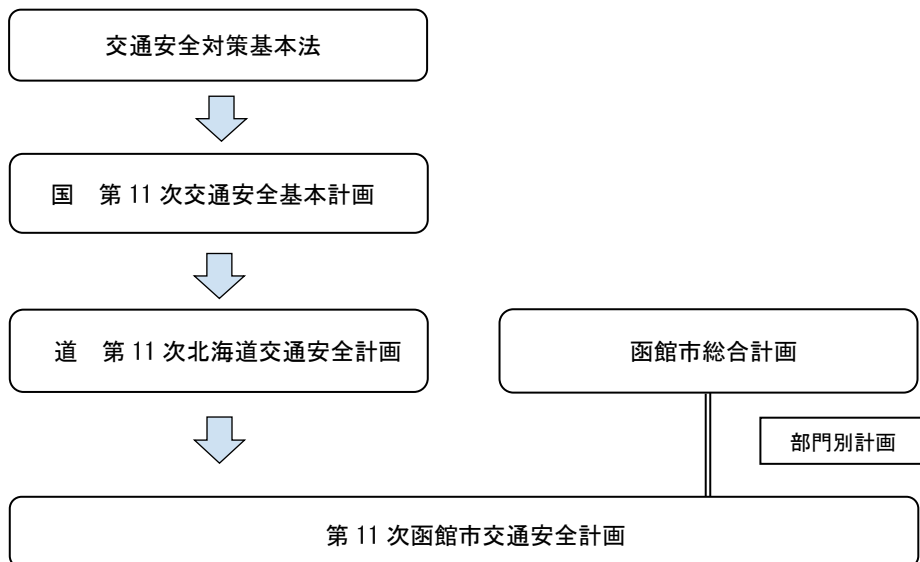 交通安全対策基本法
国　第 11 次交通安全基本計画
道　第 11 次北海道交通安全計画
函館市総合計画
部門別計画
第 11 次函館市交通安全計画